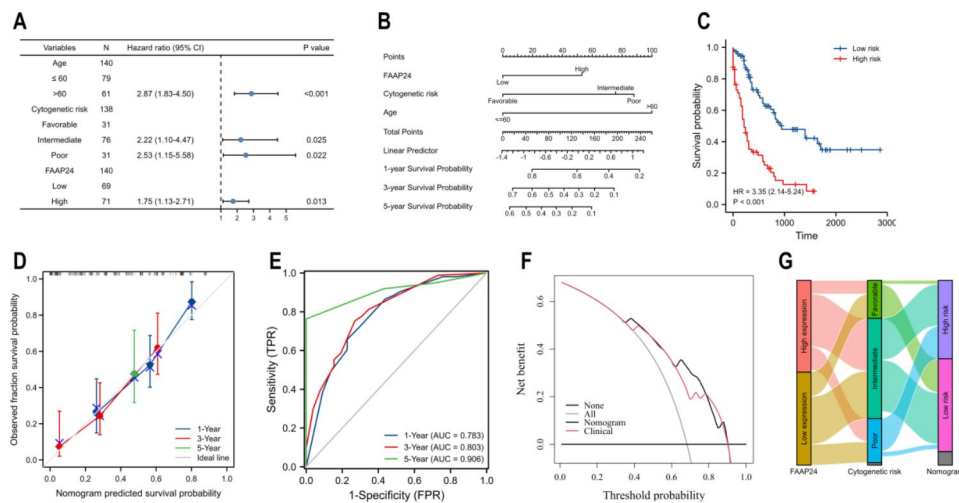 A
Variables N Hazard ratio (95% CI) P value
Age 140
≤ 60 79
>60 61 2.87 (1.83-4.50) <0.001
Cytogenetic risk 138
Favorable 31
Intermediate 76 2.22 (1.10-4.47) 0.025
Poor 31 2.53 (1.15-5.58) 0.022
FAAP24 140
Low 69
High 71 1.75 (1.13-2.71) 0.013
1 2 3 4 5
B
Points
0 20 40 60 80 100
FAAP24
High
Low
Cytogenetic risk
Intermediate
Favorable Poor
Age
>60
<=60
Total Points
0 40 80 120 160 200 260
Linear Predictor
-1.4 -1 -0.6 -0.2 0.2 0.6 1
1-year Survival Probability
0.8 0.6 0.4 0.2
3-year Survival Probability
0.7 0.6 0.5 0.4 0.3 0.2 0.1
5-year Survival Probability
0.6 0.5 0.4 0.3 0.2 0.1
C
Low risk
High risk
Survival probability
1.0
0.8
0.6
0.4
0.2
0.0
HR = 3.35 (2.14-5.24)
P < 0.001
0 1000 2000 3000
Time
D
Observed fraction survival probability
1.0
0.8
0.6
0.4
0.2
0.0
1-Year
3-Year
5-Year
Ideal line
0.0 0.2 0.4 0.6 0.8 1.0
Nomogram predicted survival probability
E
Sensitivity (TPR)
1.0
0.8
0.6
0.4
0.2
0.0
1-Year (AUC = 0.783)
3-Year (AUC = 0.803)
5-Year (AUC = 0.906)
0.0 0.2 0.4 0.6 0.8 1.0
1-Specificity (FPR)
F
Net benefit
0.6
0.4
0.2
0.0
None
All
Nomogram
Clinical
0.0 0.2 0.4 0.6 0.8 1.0
Threshold probability
G
High expression
Low expression
Favorable
Intermediate
Poor
High risk
Low risk
FAAP24 Cytogenetic risk Nomogram